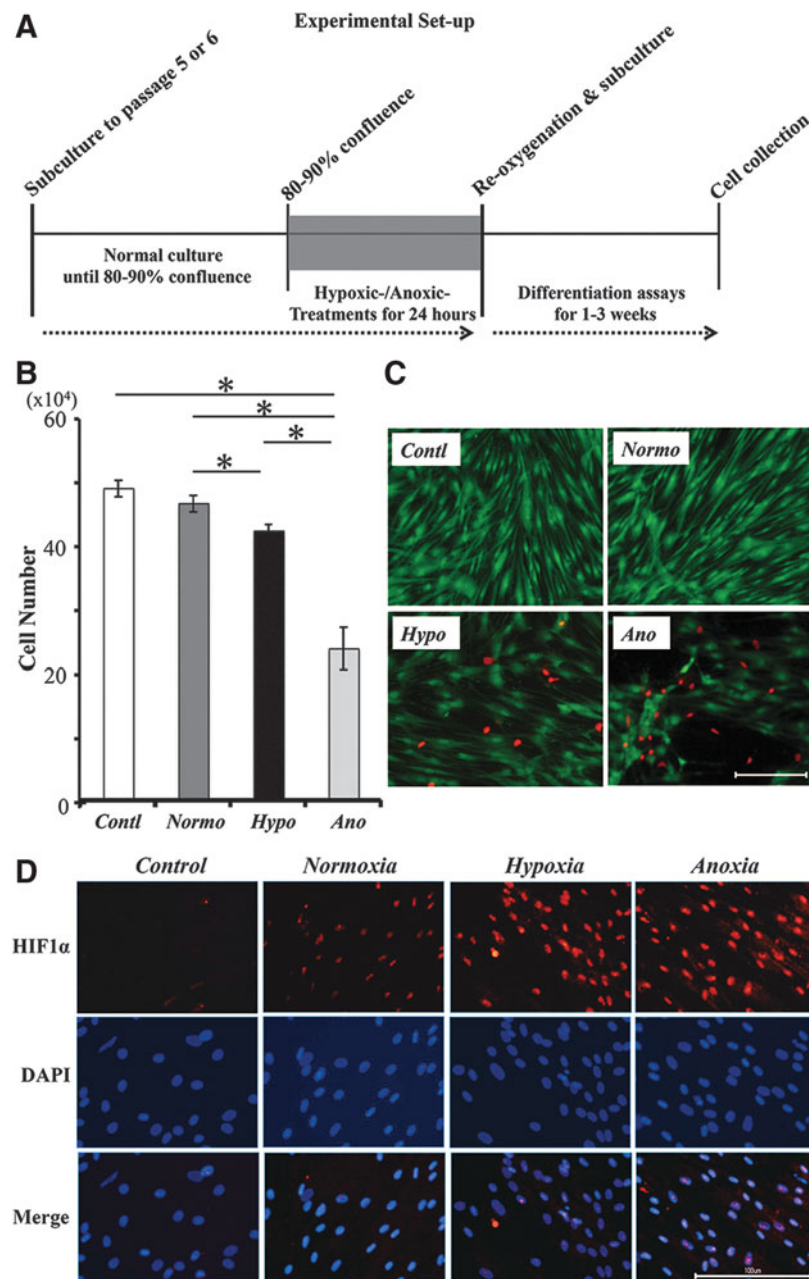 A
Experimental Set-up
Subculture to passage 5 or 6
80-90% confluence
Re-oxygenation & subculture
Cell collection
Normal culture
until 80-90% confluence
Hypoxic-/Anoxic-
Treatments for 24 hours
Differentiation assays
for 1-3 weeks
B
(x10⁴)
60
40
20
0
Cell Number
*
*
*
*
Contl
Normo
Hypo
Ano
C
Contl
Normo
Hypo
Ano
D
Control
Normoxia
Hypoxia
Anoxia
HIF1α
DAPI
Merge
100um